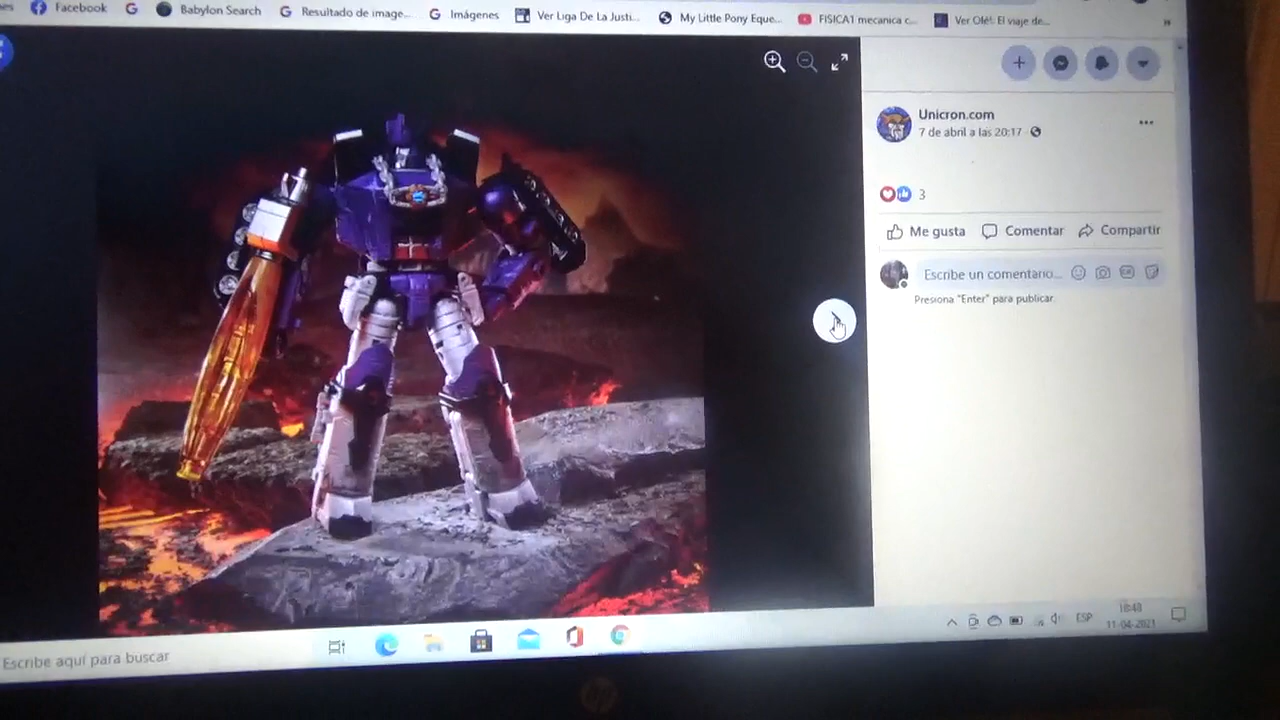 Facebook
Babylon Search
Resultado de image...
Imágenes
Ver Liga De La Justi...
My Little Pony Eque...
FISICA1 mecanica c...
Ver Olé!: El viaje de...
»
Unicron.com
7 de abril a las 20:17
3
Me gusta
Comentar
Compartir
Escribe un comentario...
Presiona "Enter" para publicar.
Escribe aquí para buscar
ESP
18:48
11-04-2021
hp